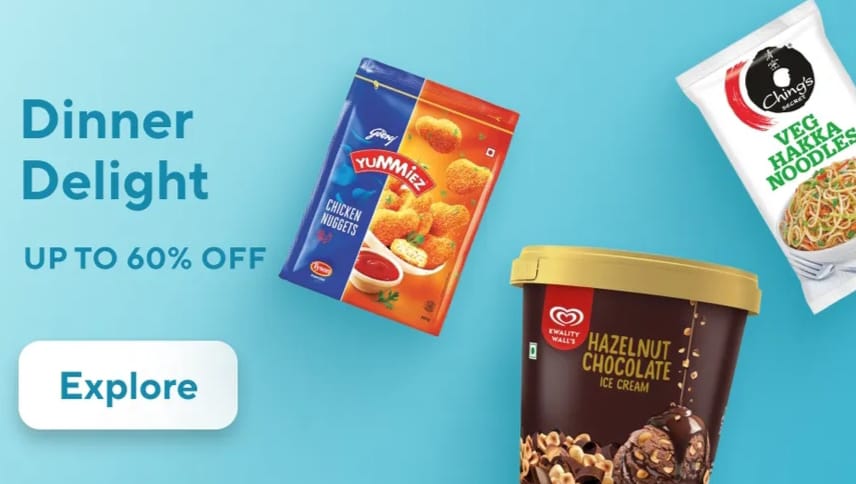 Dinner
Delight
UP TO 60% OFF
Explore
Godrej
YUMMIEZ
CHICKEN
NUGGETS
Tyson
Ching's
SECRET
VEG
HAKKA
NOODLES
KWALITY
WALL'S
HAZELNUT
CHOCOLATE
ICE CREAM